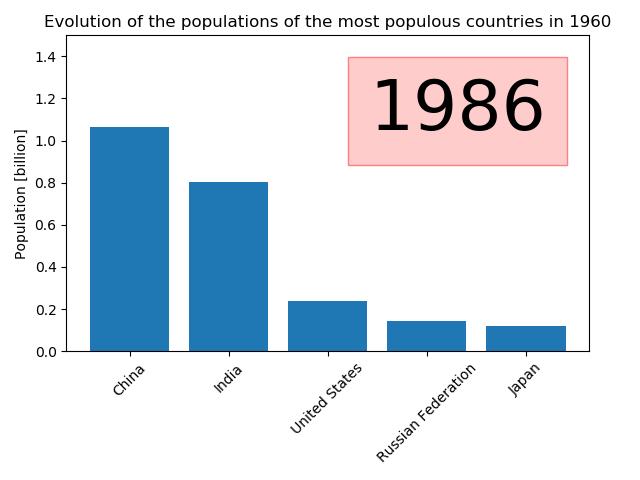 Evolution of the populations of the most populous countries in 1960
1986
Population [billion]
1.4
1.2
1.0
0.8
0.6
0.4
0.2
0.0
China
India
United States
Russian Federation
Japan